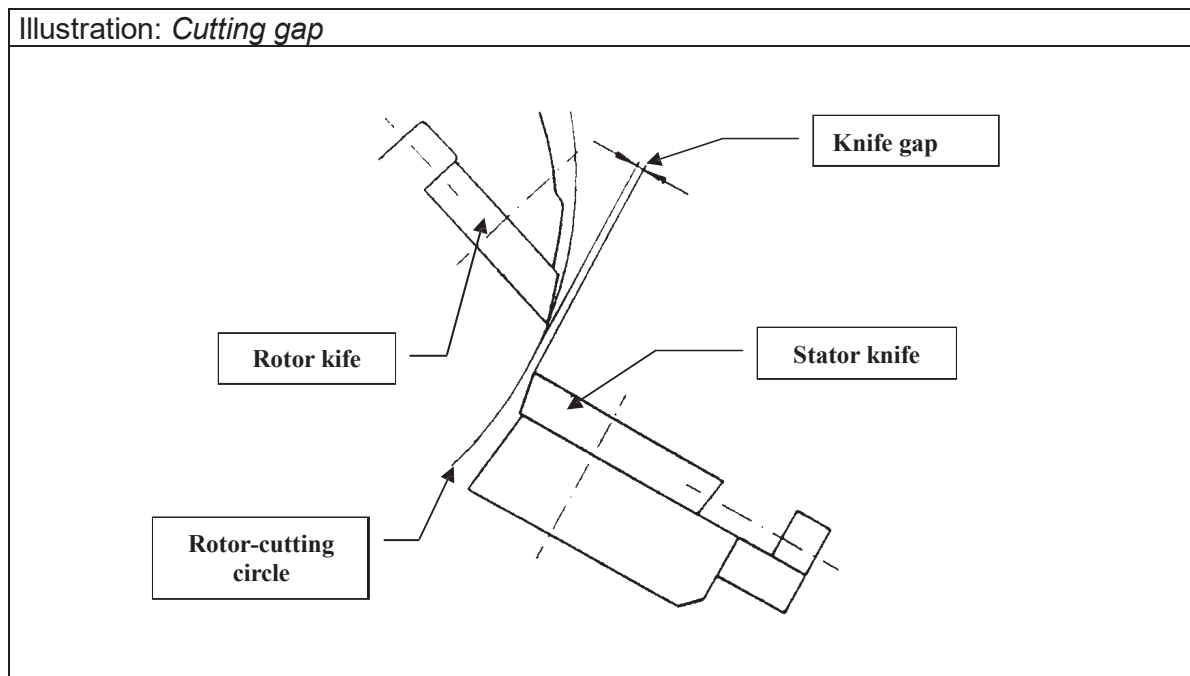 Illustration: Cutting gap
Knife gap
Rotor kife
Stator knife
Rotor-cutting
circle